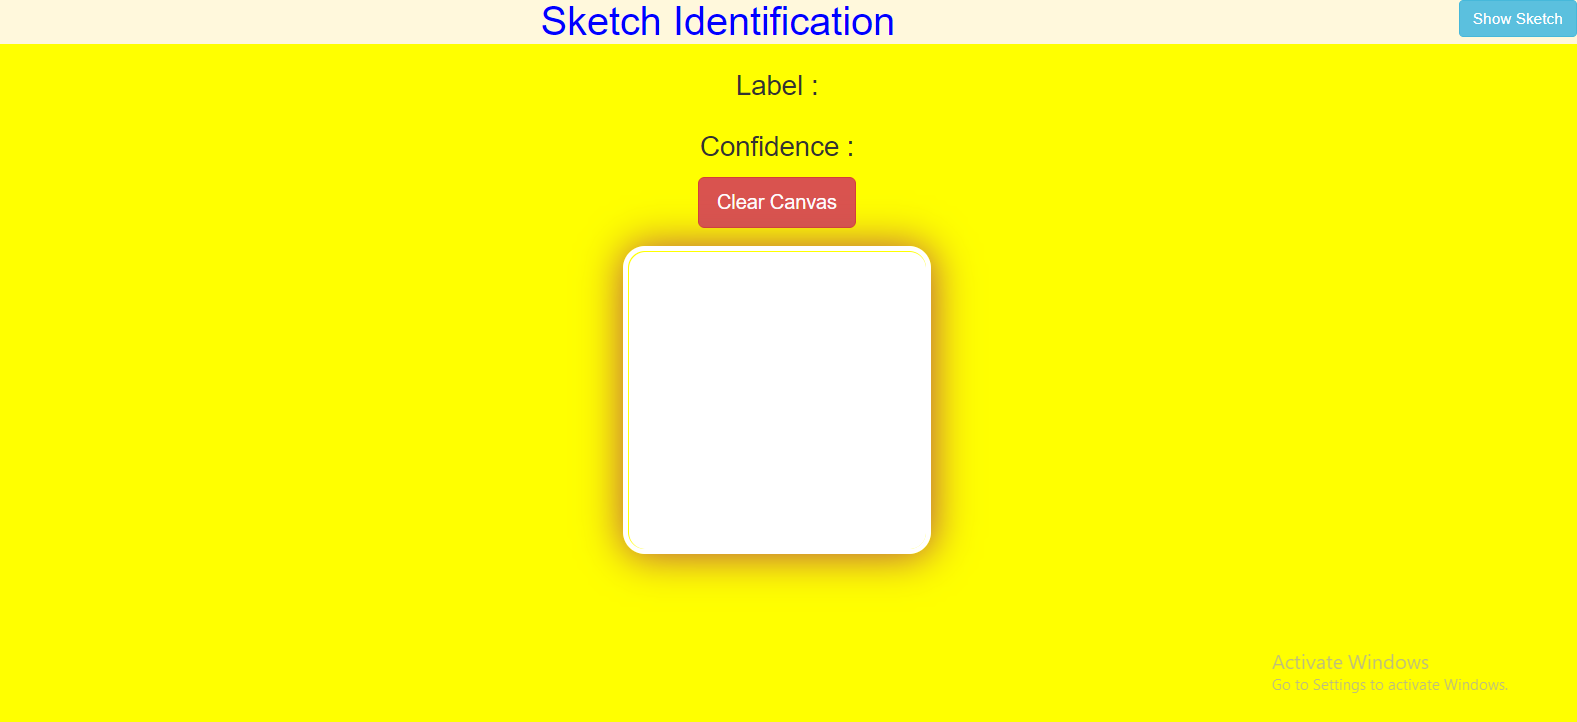 Sketch Identification
Show Sketch
Label :
Confidence :
Clear Canvas
Activate Windows
Go to Settings to activate Windows.